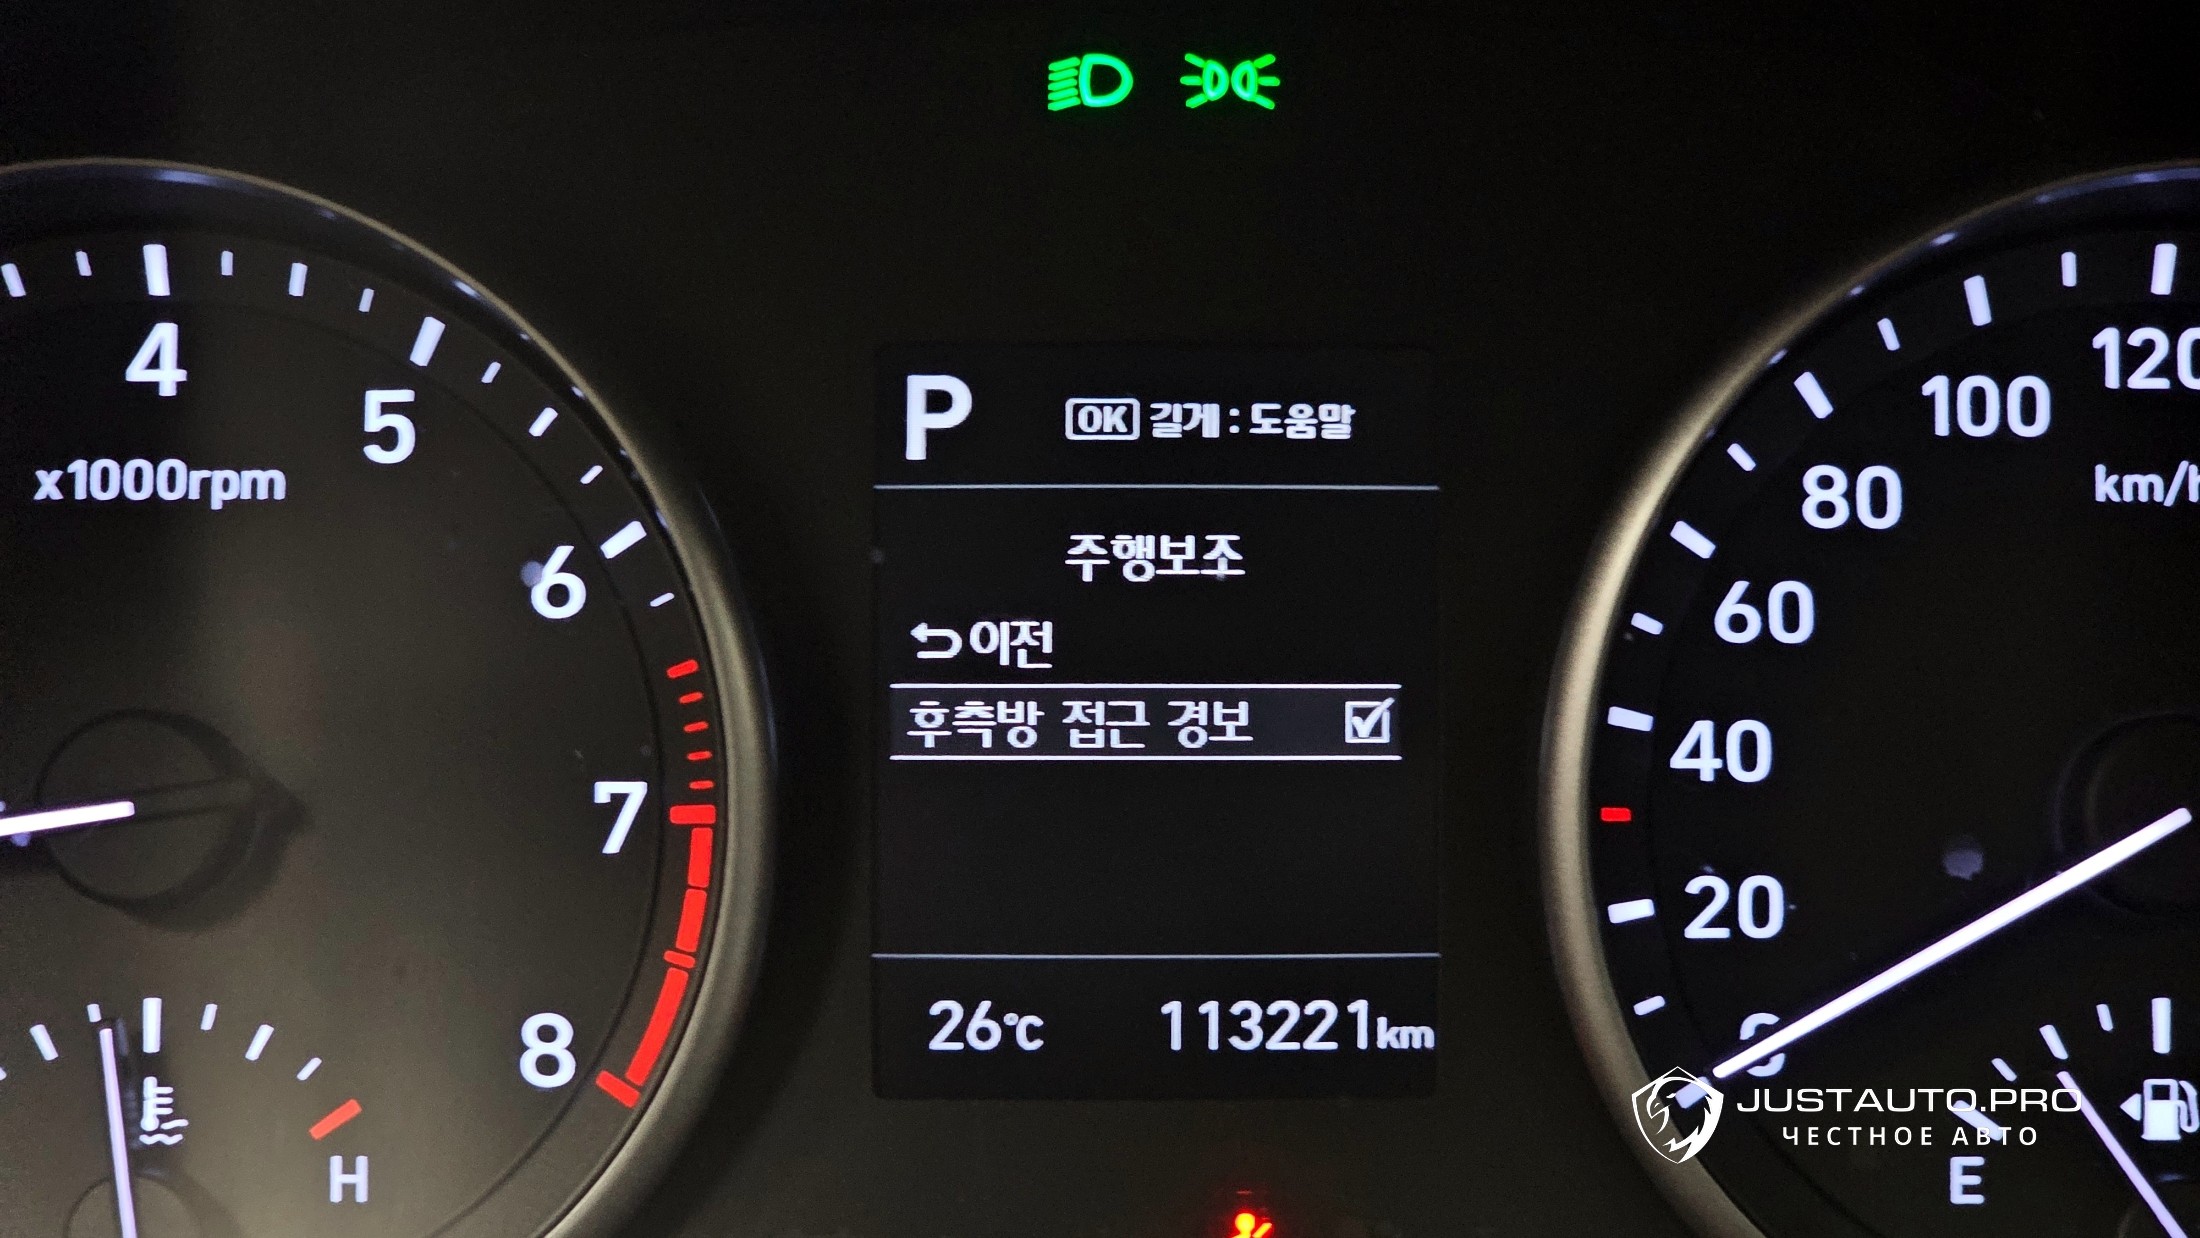 4
5
x1000rpm
6
7
8
H
P
OK 길게 : 도움말
주행보조
이전
후측방 접근 경보
26℃ 113221km
120
100
km/h
80
60
40
20
0
E
JUSTAUTO.PRO
ЧЕСТНОЕ АВТО